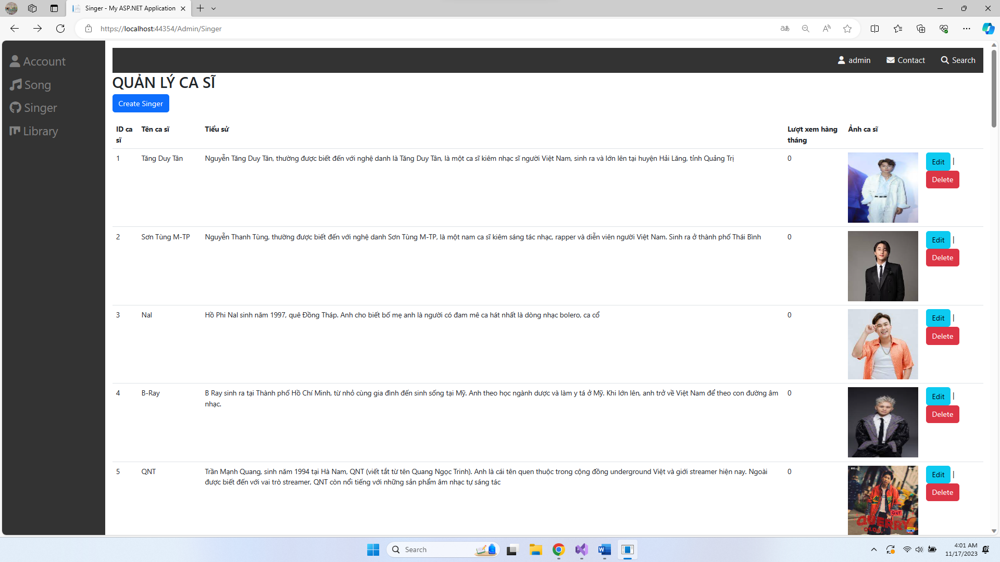 Singer - My ASP.NET Application
https://localhost:44354/Admin/Singer
Account
Song
Singer
Library
admin
Contact
Search
QUẢN LÝ CA SĨ
Create Singer
ID ca sĩ
Tên ca sĩ
Tiểu sử
Lượt xem hàng tháng
Ảnh ca sĩ
1
Tăng Duy Tân
Nguyễn Tăng Duy Tân, thường được biết đến với nghệ danh là Tăng Duy Tân, là một ca sĩ kiêm nhạc sĩ người Việt Nam, sinh ra và lớn lên tại huyện Hải Lăng, tỉnh Quảng Trị
0
Edit |
Delete
2
Sơn Tùng M-TP
Nguyễn Thanh Tùng, thường được biết đến với nghệ danh Sơn Tùng M-TP, là một nam ca sĩ kiêm sáng tác nhạc, rapper và diễn viên người Việt Nam. Sinh ra ở thành phố Thái Bình
0
Edit |
Delete
3
Nal
Hồ Phi Nal sinh năm 1997, quê Đồng Tháp. Anh cho biết bố mẹ anh là người có đam mê ca hát nhất là dòng nhạc bolero, ca cổ
0
Edit |
Delete
4
B-Ray
B Ray sinh ra tại Thành phố Hồ Chí Minh, từ nhỏ cùng gia đình đến sinh sống tại Mỹ. Anh theo học ngành dược và làm y tá ở Mỹ. Khi lớn lên, anh trở về Việt Nam để theo con đường âm
nhạc.
0
Edit |
Delete
5
QNT
Trần Mạnh Quang, sinh năm 1994 tại Hà Nam, QNT (viết tắt từ tên Quang Ngọc Trinh). Anh là cái tên quen thuộc trong cộng đồng underground Việt và giới streamer hiện nay. Ngoài
được biết đến với vai trò streamer, QNT còn nổi tiếng với những sản phẩm âm nhạc tự sáng tác
0
QNT
QUERRY
Edit |
Delete
Search
4:01 AM
11/17/2023